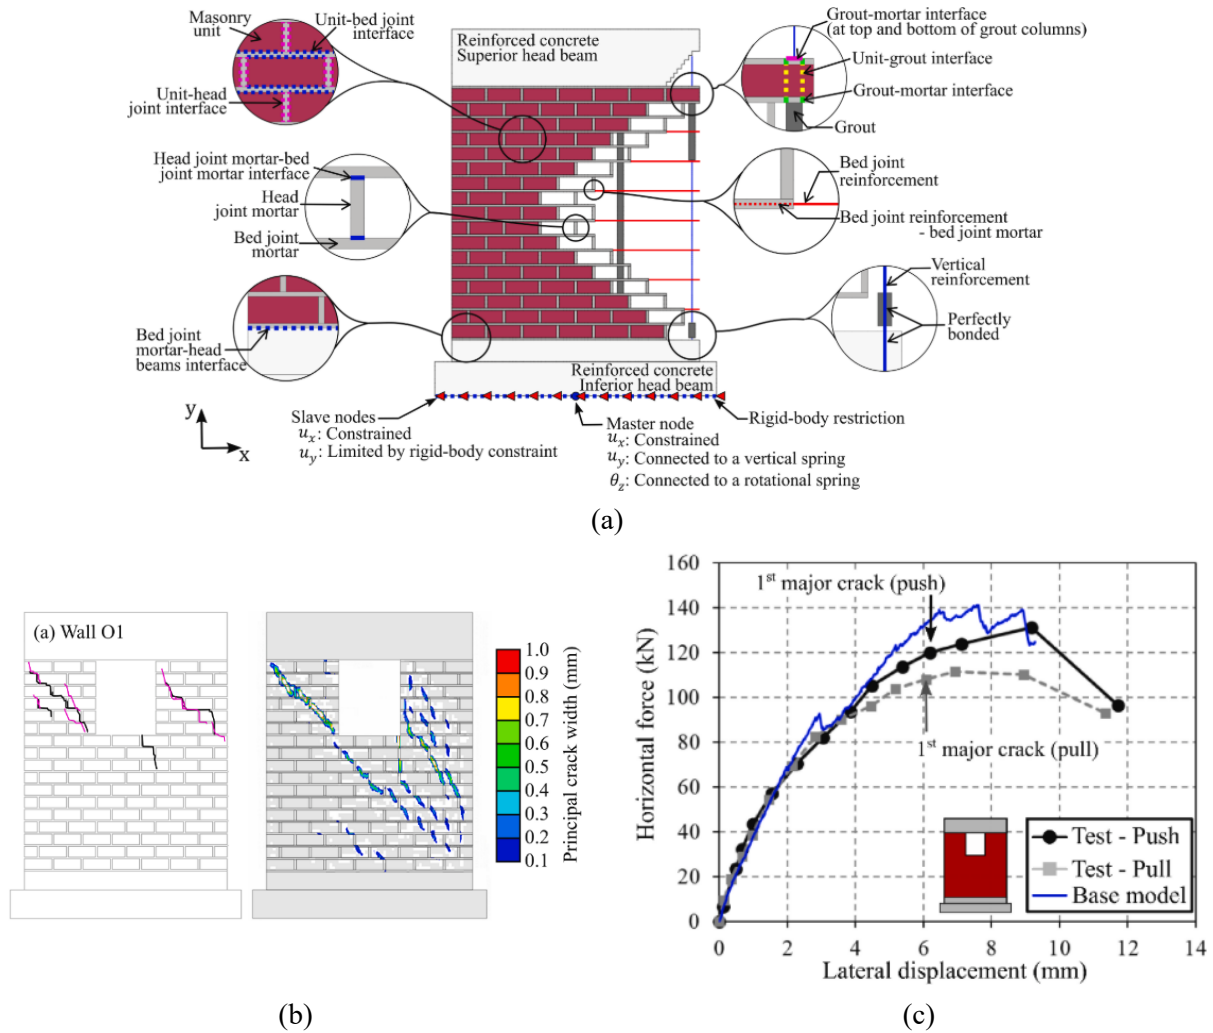 Masonry
unit
Unit-bed joint
interface
Unit-head
joint interface
Reinforced concrete
Superior head beam
Grout-mortar interface
(at top and bottom of grout columns)
Unit-grout interface
Grout-mortar interface
Grout
Head joint mortar-bed
joint mortar interface
Head
joint mortar
Bed joint
mortar
Bed joint
reinforcement
Bed joint reinforcement
- bed joint mortar
Bed joint
mortar-head
beams interface
Vertical
reinforcement
Perfectly
bonded
Reinforced concrete
Inferior head beam
y
x
Slave nodes
u_x: Constrained
u_y: Limited by rigid-body constraint
Master node
u_x: Constrained
u_y: Connected to a vertical spring
θ_z: Connected to a rotational spring
Rigid-body restriction
(a)
(a) Wall O1
1.0
0.9
0.8
0.7
0.6
0.5
0.4
0.3
0.2
0.1
Principal crack width (mm)
(b)
Horizontal force (kN)
160
140
120
100
80
60
40
20
0
1st major crack (push)
1st major crack (pull)
Test - Push
Test - Pull
Base model
0 2 4 6 8 10 12 14
Lateral displacement (mm)
(c)